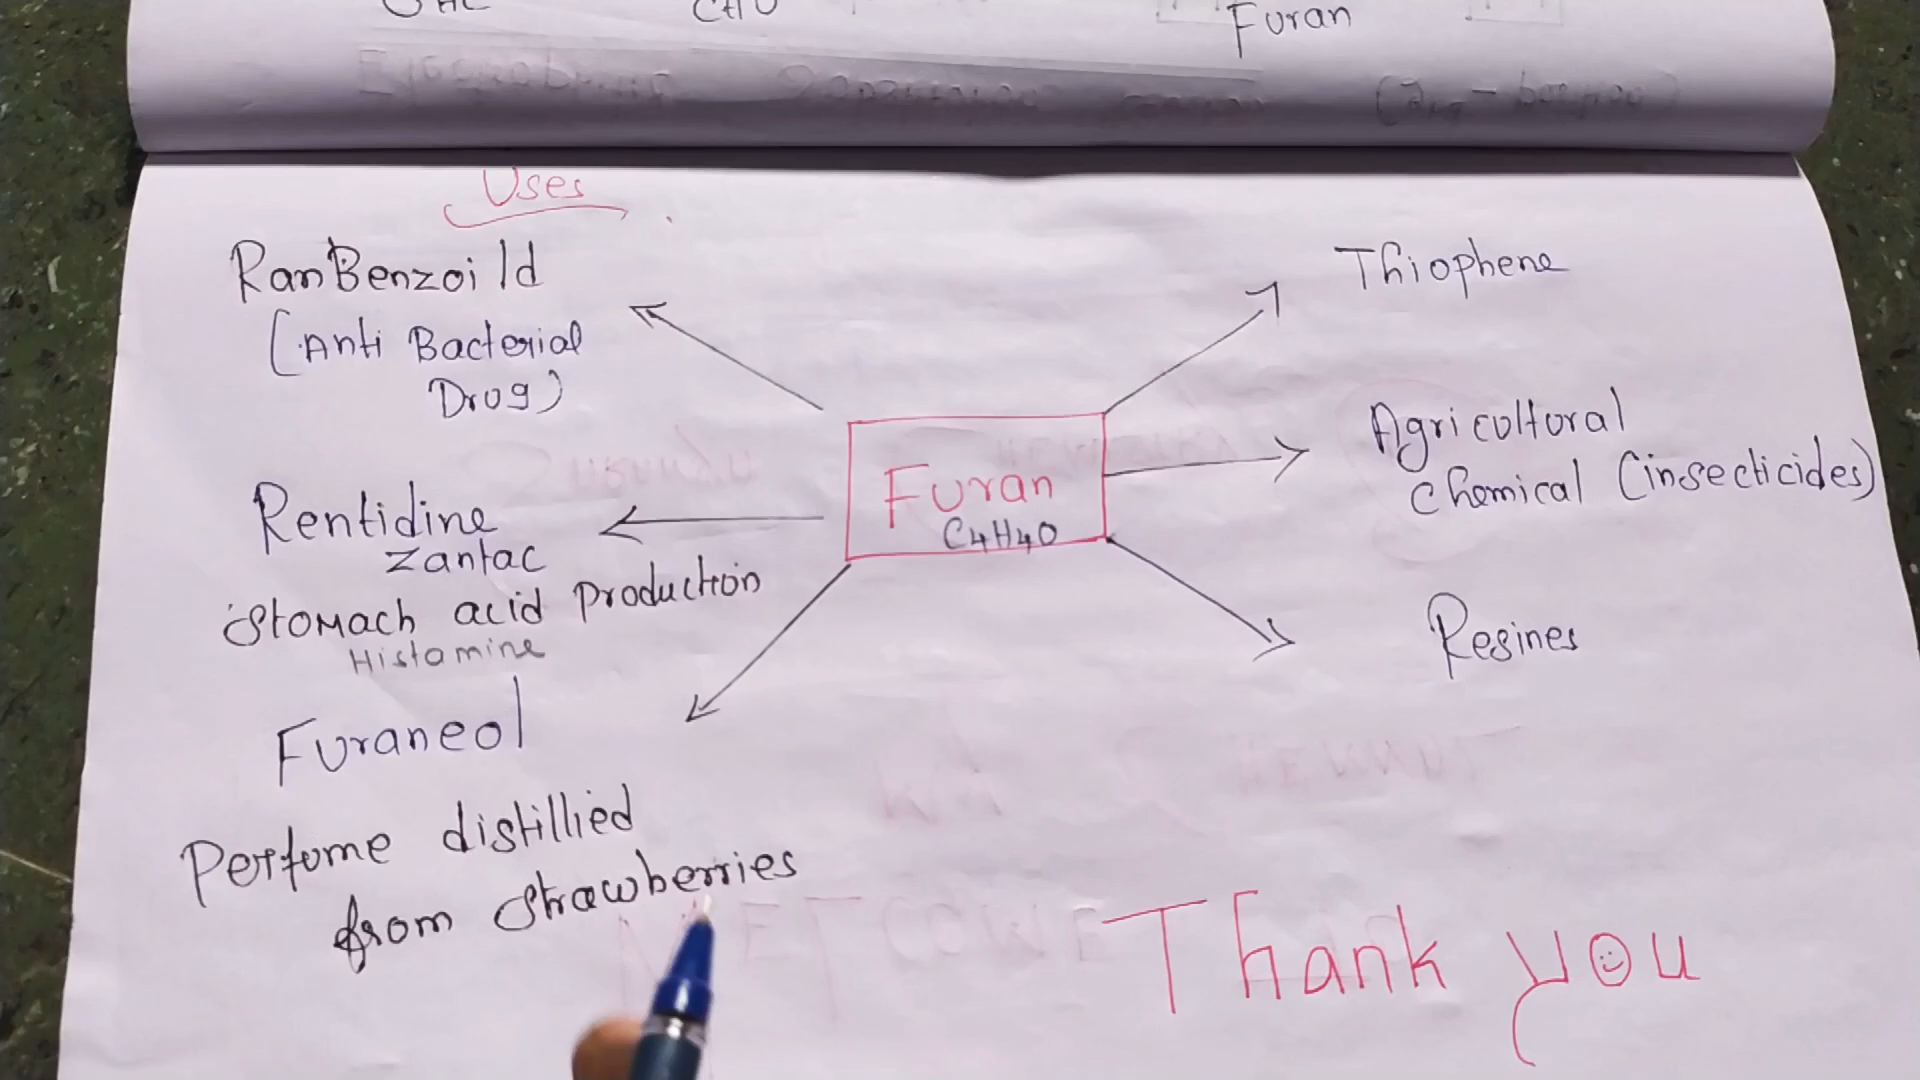 Furan
Uses
RanBenzoild
(Anti Bacterial
Drug)
Rentidine
Zantac
Stomach acid Production
Histamine
Furaneol
Perfume distillied
from strawberries
Furan
C4H4O
Thiophene
Agricultural
Chemical (insecticides)
Resines
Thank you